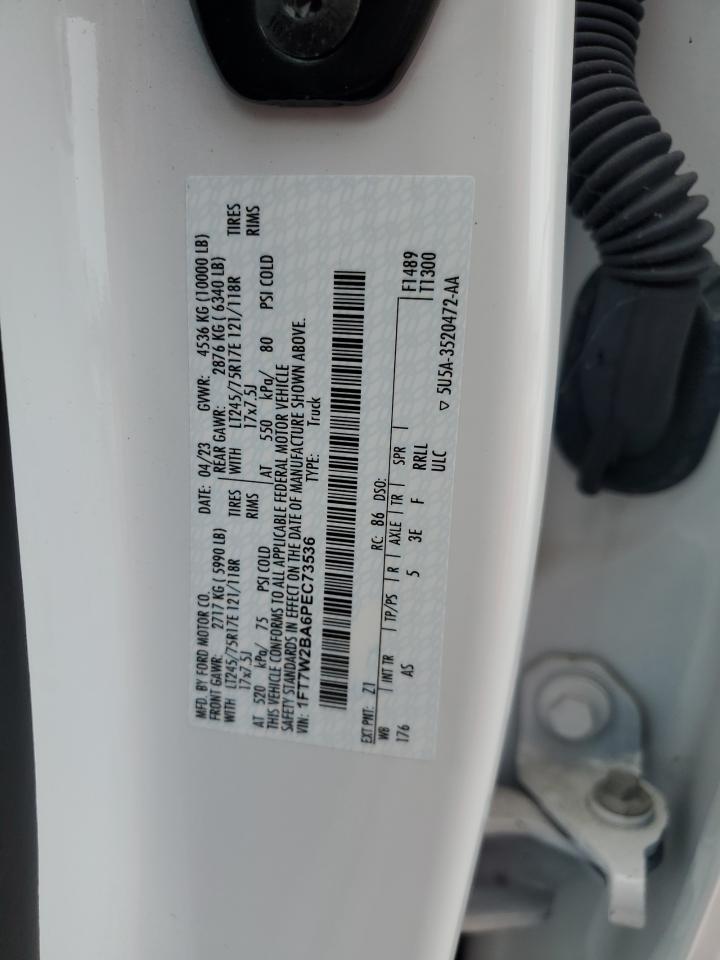 MFD. BY FORD MOTOR CO.
DATE: 04/23 GVWR: 4536 KG (10000 LB)
FRONT GAWR: 2717 KG ( 5990 LB) REAR GAWR: 2876 KG ( 6340 LB)
WITH LT245/75R17E 121/118R TIRES WITH LT245/75R17E 121/118R TIRES
17x7.5J RIMS 17x7.5J RIMS
AT 520 kPa/ 75 PSI COLD AT 550 kPa/ 80 PSI COLD
THIS VEHICLE CONFORMS TO ALL APPLICABLE FEDERAL MOTOR VEHICLE
SAFETY STANDARDS IN EFFECT ON THE DATE OF MANUFACTURE SHOWN ABOVE.
VIN: 1FT7W2BA6PEC73536 TYPE: Truck
EXT PNT: Z1 RC: 86 DSO:
WB INT TR TP/PS R AXLE TR SPR F1489
176 AS 5 3E F RRLL T1300
ULC
▽ 5U5A-3520472-AA